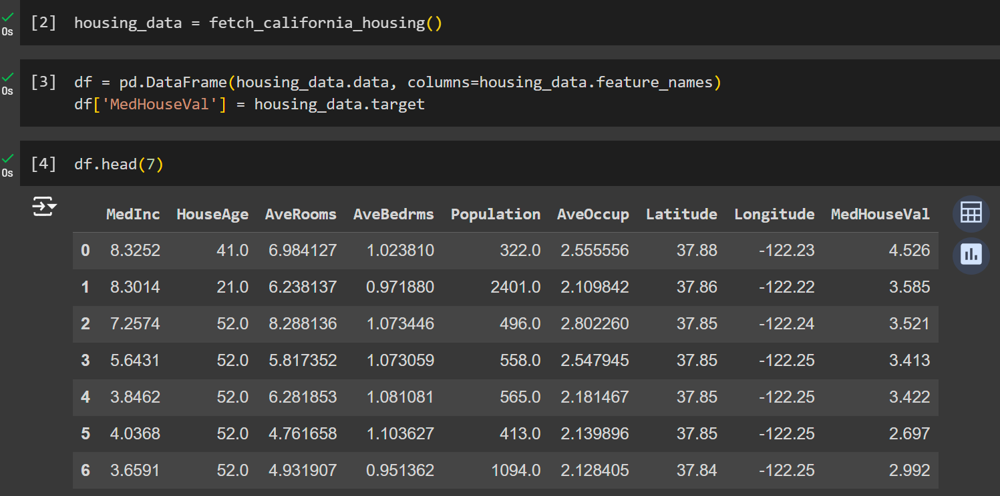 [2] housing_data = fetch_california_housing()
0s
[3] df = pd.DataFrame(housing_data.data, columns=housing_data.feature_names)
0s
df['MedHouseVal'] = housing_data.target
[4] df.head(7)
0s
MedInc HouseAge AveRooms AveBedrms Population AveOccup Latitude Longitude MedHouseVal
0 8.3252 41.0 6.984127 1.023810 322.0 2.555556 37.88 -122.23 4.526
1 8.3014 21.0 6.238137 0.971880 2401.0 2.109842 37.86 -122.22 3.585
2 7.2574 52.0 8.288136 1.073446 496.0 2.802260 37.85 -122.24 3.521
3 5.6431 52.0 5.817352 1.073059 558.0 2.547945 37.85 -122.25 3.413
4 3.8462 52.0 6.281853 1.081081 565.0 2.181467 37.85 -122.25 3.422
5 4.0368 52.0 4.761658 1.103627 413.0 2.139896 37.85 -122.25 2.697
6 3.6591 52.0 4.931907 0.951362 1094.0 2.128405 37.84 -122.25 2.992